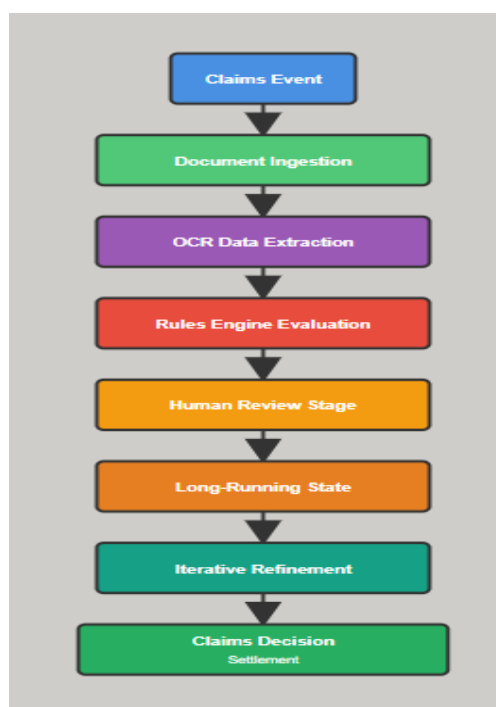 Claims Event
Document Ingestion
OCR Data Extraction
Rules Engine Evaluation
Human Review Stage
Long-Running State
Iterative Refinement
Claims Decision
Settlement